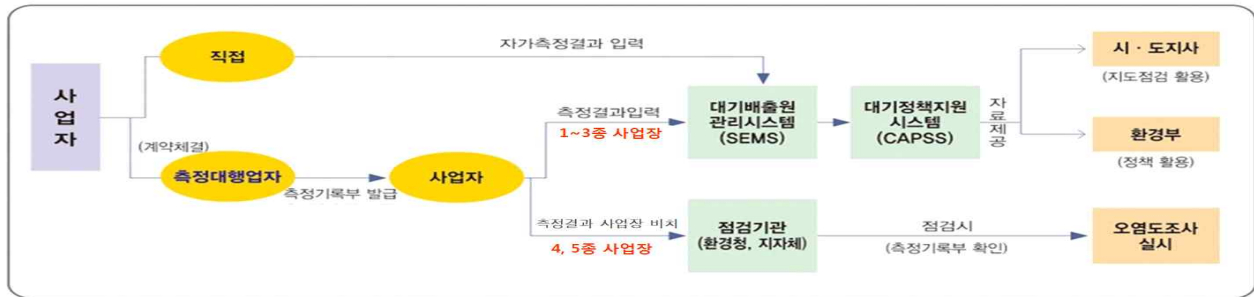 사
업
자
직접
자가측정결과 입력
(계약체결)
측정대행업자
측정기록부 발급
사업자
측정결과입력
1~3종 사업장
측정결과 사업장 비치
4, 5종 사업장
대기배출원
관리시스템
(SEMS)
대기정책지원
시스템
(CAPSS)
자
료
제
공
시 · 도지사
(지도점검 활용)
환경부
(정책 활용)
점검기관
(환경청, 지자체)
점검시
(측정기록부 확인)
오염도조사
실시